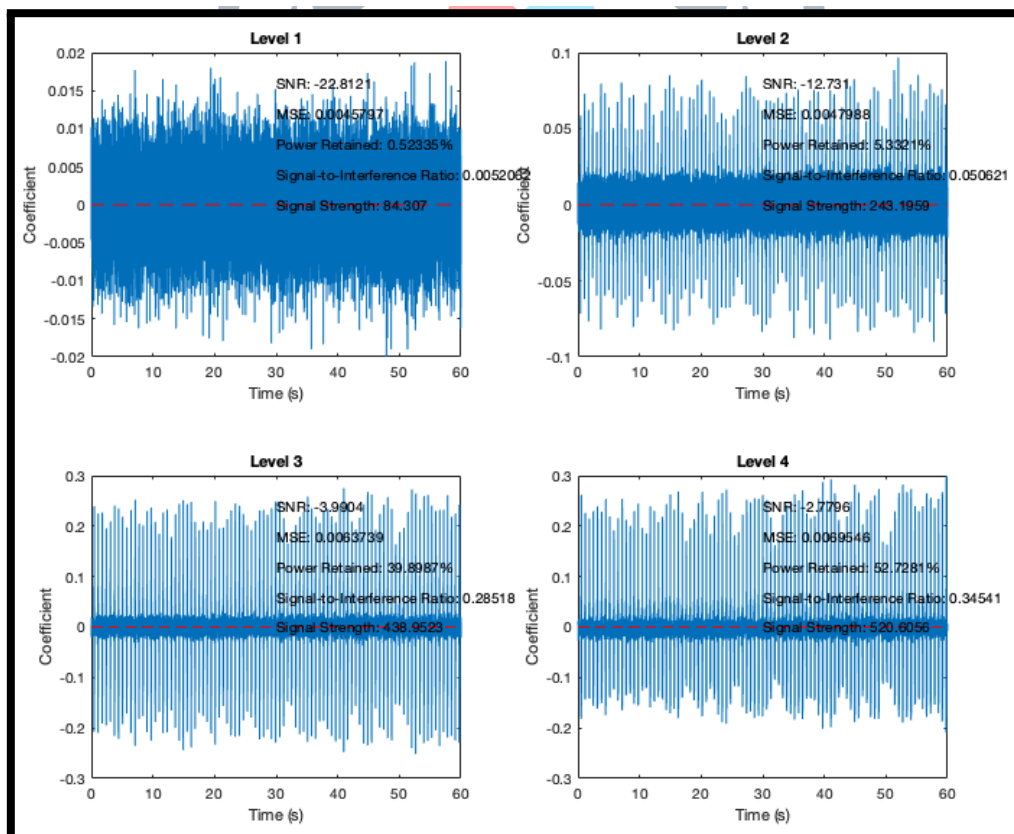 Level 1
0.02
0.015
0.01
0.005
0
-0.005
-0.01
-0.015
-0.02
Coefficient
SNR: -22.8121
MSE: 0.0045797
Power Retained: 0.52335%
Signal-to-Interference Ratio: 0.0052062
Signal Strength: 84.307
0 10 20 30 40 50 60
Time (s)
Level 2
0.1
0.05
0
-0.05
-0.1
Coefficient
SNR: -12.731
MSE: 0.0047988
Power Retained: 5.3321%
Signal-to-Interference Ratio: 0.050621
Signal Strength: 243.1959
0 10 20 30 40 50 60
Time (s)
Level 3
0.3
0.2
0.1
0
-0.1
-0.2
-0.3
Coefficient
SNR: -3.9904
MSE: 0.0063739
Power Retained: 39.8987%
Signal-to-Interference Ratio: 0.28518
Signal Strength: 438.9523
0 10 20 30 40 50 60
Time (s)
Level 4
0.3
0.2
0.1
0
-0.1
-0.2
-0.3
Coefficient
SNR: -2.7796
MSE: 0.0069546
Power Retained: 52.7281%
Signal-to-Interference Ratio: 0.34541
Signal Strength: 520.6056
0 10 20 30 40 50 60
Time (s)